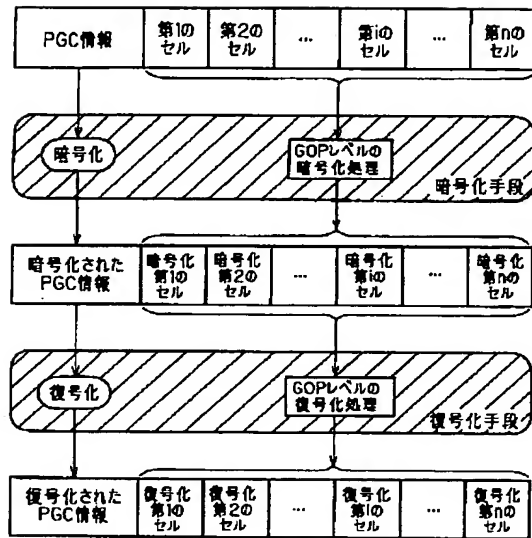 PGC情報
第1の
セル
第2の
セル
…
第iの
セル
…
第nの
セル
暗号化
GOPレベルの
暗号化処理
暗号化手段
暗号化された
PGC情報
暗号化
第1の
セル
暗号化
第2の
セル
…
暗号化
第iの
セル
…
暗号化
第nの
セル
復号化
GOPレベルの
復号化処理
復号化手段
復号化された
PGC情報
復号化
第1の
セル
復号化
第2の
セル
…
復号化
第iの
セル
…
復号化
第nの
セル